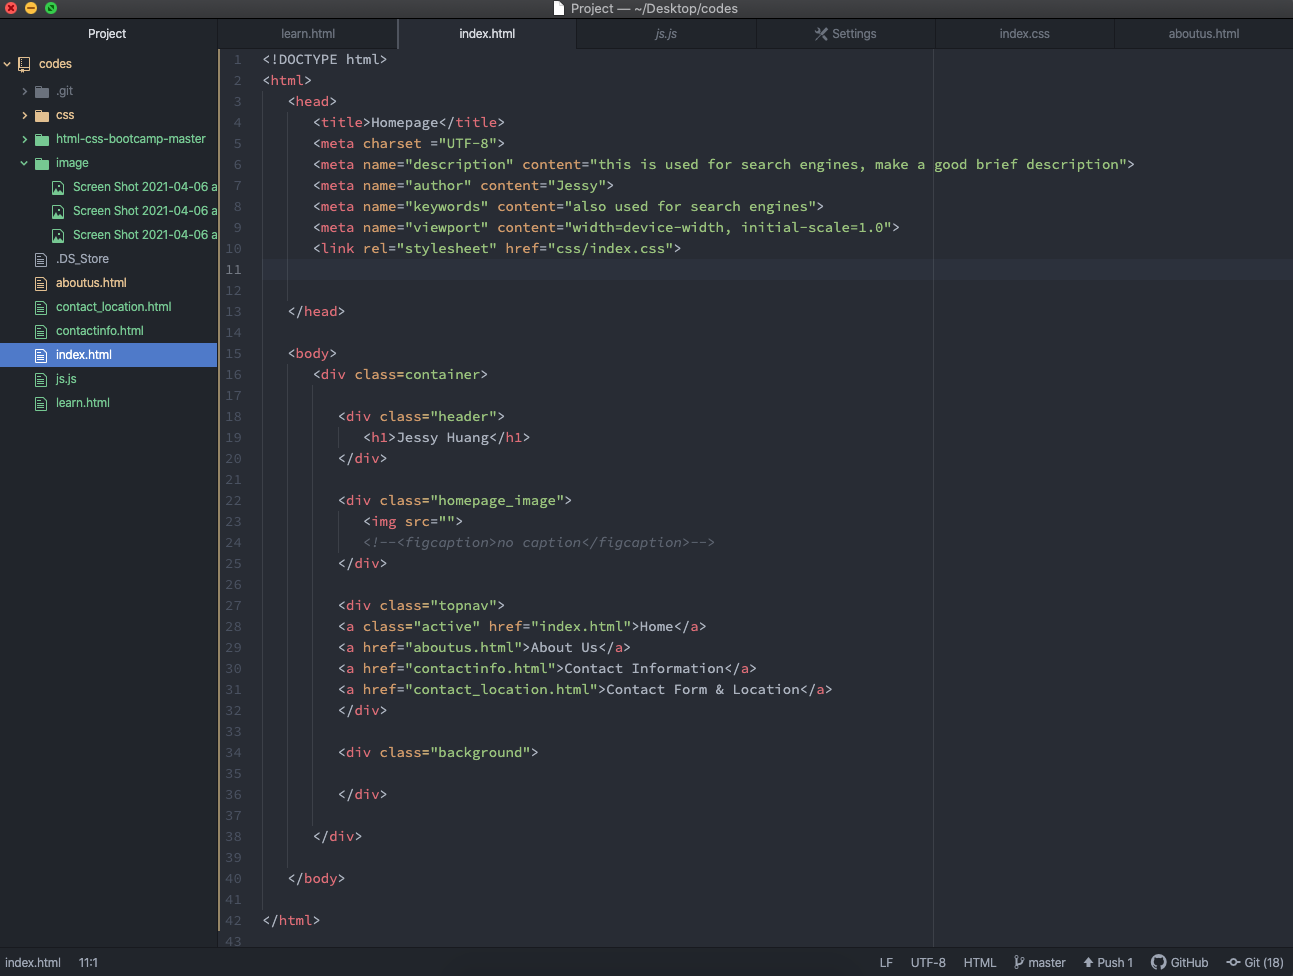 Project — ~/Desktop/codes
Project
learn.html
index.html
js.js
Settings
index.css
aboutus.html
codes
.git
css
html-css-bootcamp-master
image
Screen Shot 2021-04-06 a
Screen Shot 2021-04-06 a
Screen Shot 2021-04-06 a
.DS_Store
aboutus.html
contact_location.html
contactinfo.html
index.html
js.js
learn.html
1 <!DOCTYPE html>
2 <html>
3 <head>
4 <title>Homepage</title>
5 <meta charset ="UTF-8">
6 <meta name="description" content="this is used for search engines, make a good brief description">
7 <meta name="author" content="Jessy">
8 <meta name="keywords" content="also used for search engines">
9 <meta name="viewport" content="width=device-width, initial-scale=1.0">
10 <link rel="stylesheet" href="css/index.css">
11
12
13 </head>
14
15 <body>
16 <div class=container>
17
18 <div class="header">
19 <h1>Jessy Huang</h1>
20 </div>
21
22 <div class="homepage_image">
23 <img src="">
24 <!--<figcaption>no caption</figcaption>-->
25 </div>
26
27 <div class="topnav">
28 <a class="active" href="index.html">Home</a>
29 <a href="aboutus.html">About Us</a>
30 <a href="contactinfo.html">Contact Information</a>
31 <a href="contact_location.html">Contact Form & Location</a>
32 </div>
33
34 <div class="background">
35
36 </div>
37
38 </div>
39
40 </body>
41
42 </html>
43
index.html 11:1 LF UTF-8 HTML master Push 1 GitHub Git (18)